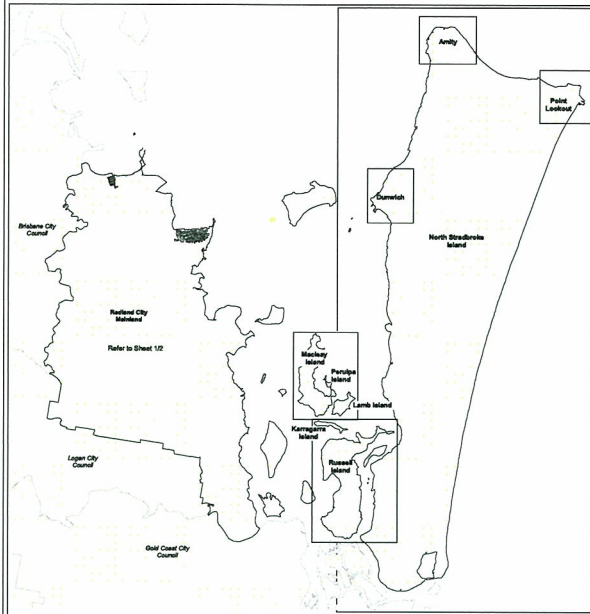 Amity
Point
Lookout
Dunwich
Brisbane City
Council
North Stradbroke
Island
Redland City
Mainland
Refer to Sheet 1/2
Macleay
Island
Perulpa
Island
Lamb Island
Karragarra
Island
Russell
Island
Logan City
Council
Gold Coast City
Council